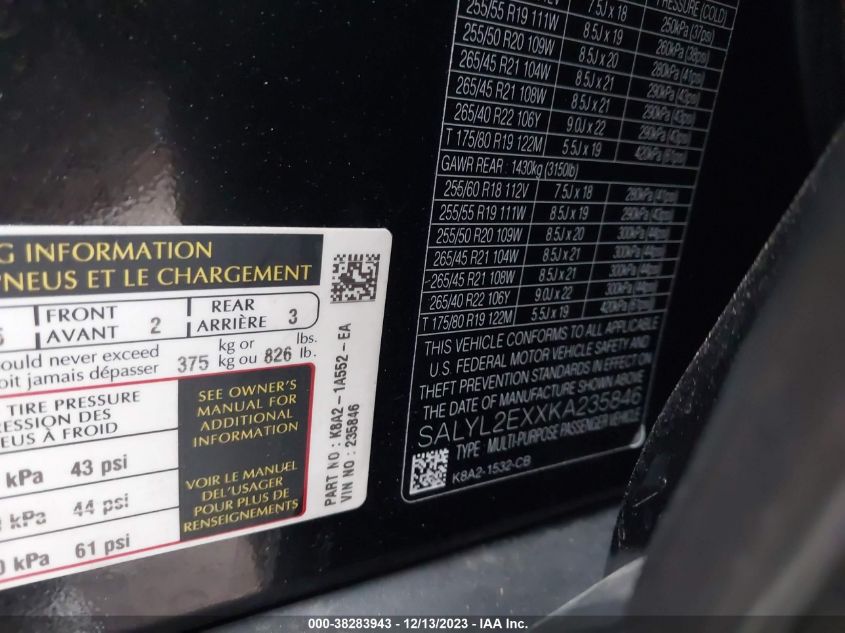 G INFORMATION
PNEUS ET LE CHARGEMENT
5 FRONT AVANT 2 REAR ARRIÈRE 3
ould never exceed
oit jamais dépasser
375 kg or
kg ou 826 lbs.
lb.
TIRE PRESSURE
RESSION DES
EUS À FROID
kPa 43 psi
kPa 44 psi
0 kPa 61 psi
SEE OWNER'S
MANUAL FOR
ADDITIONAL
INFORMATION
VOIR LE MANUEL
DEL'USAGER
POUR PLUS DE
RENSEIGNEMENTS
PART NO : K8A2 - 1A552 - EA
VIN NO : 235846
7.5J x 18 PRESSURE (COLD)
255/55 R19 111W 8.5J x 19 250kPa (37psi)
255/50 R20 109W 8.5J x 20 260kPa (38psi)
265/45 R21 104W 8.5J x 21 280kPa (41psi)
265/45 R21 108W 8.5J x 21 290kPa (43psi)
265/40 R22 106Y 9.0J x 22 290kPa (43psi)
T 175/80 R19 122M 5.5J x 19 420kPa (61psi)
GAWR REAR : 1430kg (3150lb)
255/60 R18 112V 7.5J x 18 280kPa (41psi)
255/55 R19 111W 8.5J x 19 290kPa (43psi)
255/50 R20 109W 8.5J x 20 300kPa (44psi)
265/45 R21 104W 8.5J x 21 300kPa (44psi)
265/45 R21 108W 8.5J x 21 300kPa (44psi)
265/40 R22 106Y 9.0J x 22 300kPa (44psi)
T 175/80 R19 122M 5.5J x 19 420kPa (61psi)
THIS VEHICLE CONFORMS TO ALL APPLICABLE
U.S. FEDERAL MOTOR VEHICLE SAFETY AND
THEFT PREVENTION STANDARDS IN EFFECT ON
THE DATE OF MANUFACTURE SHOWN ABOVE.
SALYL2EXXKA235846
TYPE : MULTI-PURPOSE PASSENGER VEHICLE
K8A2-1532-CB
000-38283943 - 12/13/2023 - IAA Inc.